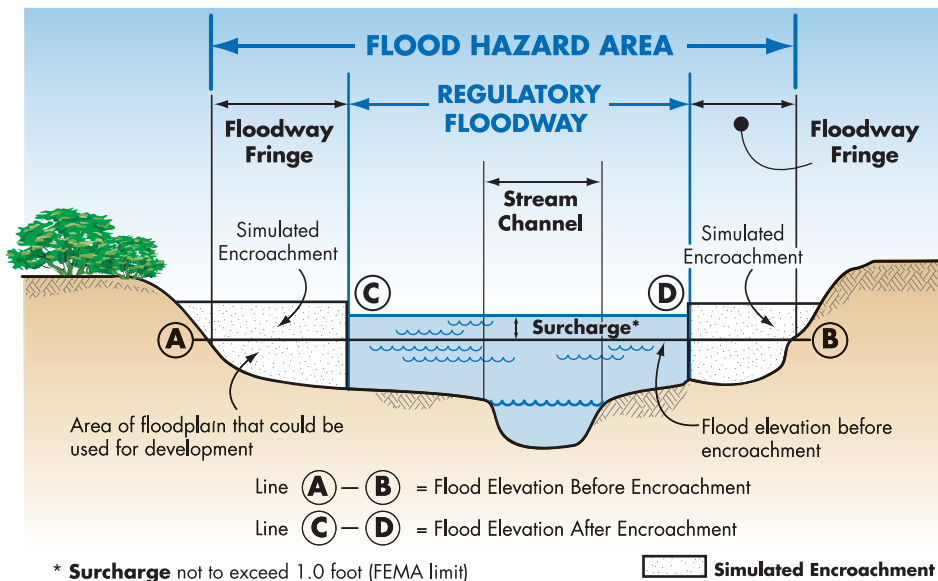 FLOOD HAZARD AREA
REGULATORY
FLOODWAY
Floodway
Fringe
Floodway
Fringe
Stream
Channel
Simulated
Encroachment
Simulated
Encroachment
C
D
Surcharge*
A
B
Area of floodplain that could be
used for development
Flood elevation before
encroachment
Line A — B = Flood Elevation Before Encroachment
Line C — D = Flood Elevation After Encroachment
* Surcharge not to exceed 1.0 foot (FEMA limit)
Simulated Encroachment